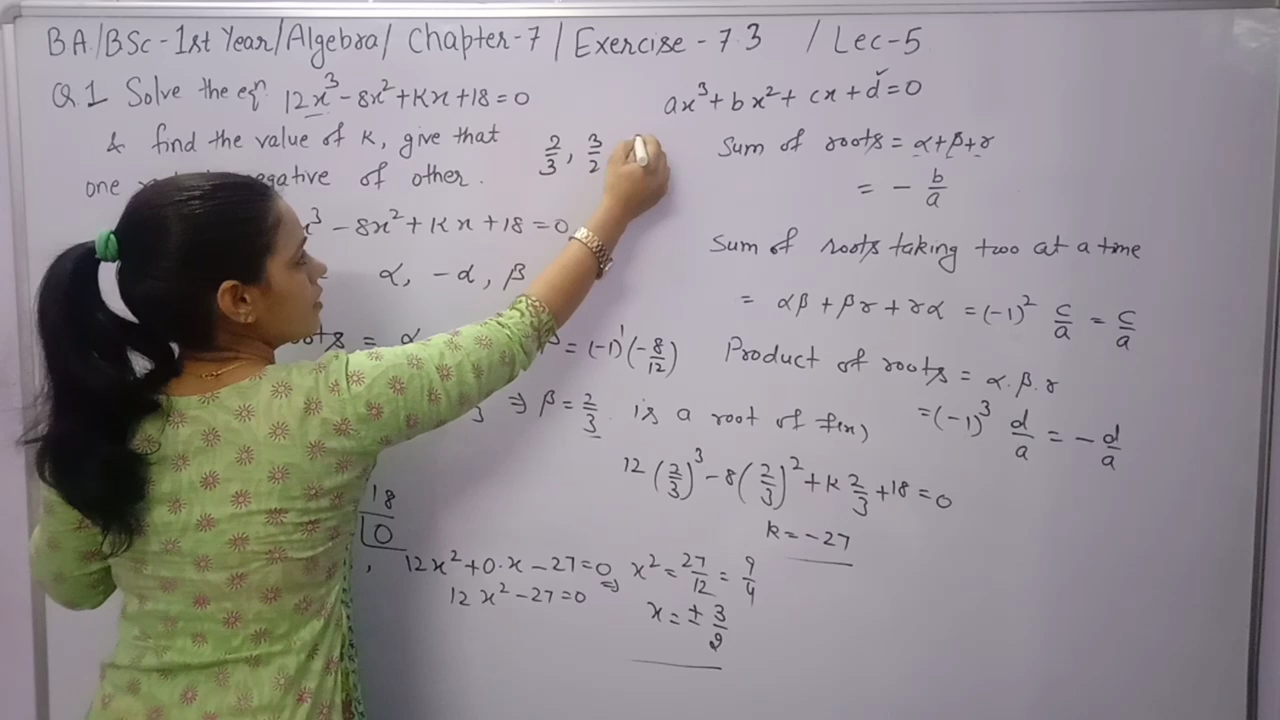 BA/BSc-1st Year/Algebra/ Chapter-7 / Exercise-7.3 / Lec-5
Q.1 Solve the eqn. 12x³-8x²+Kx+18=0
& find the value of K, give that
one negative of other.
2/3, 3/2
x³-8x²+Kx+18=0
α, -α, β
= α β = (-1)¹(-8/12)
3 ⇒ β = 2/3 is a root of f(x)
12(2/3)³-8(2/3)²+K 2/3+18=0
K=-27
18
0
, 12x²+0.x-27=0 ⇒ x²=27/12=9/4
12x²-27=0
x=±3/2
ax³+bx²+cx+d=0
Sum of roots=α+β+r
= - b/a
Sum of roots taking two at a time
= αβ+βr+rα=(-1)² c/a = c/a
Product of roots=α.β.r
=(-1)³ d/a = - d/a